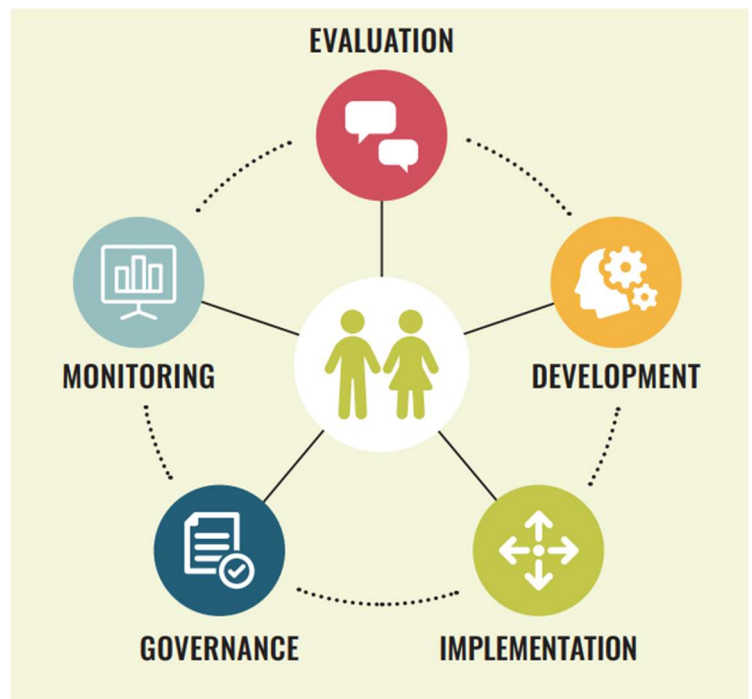 EVALUATION
MONITORING
DEVELOPMENT
GOVERNANCE
IMPLEMENTATION